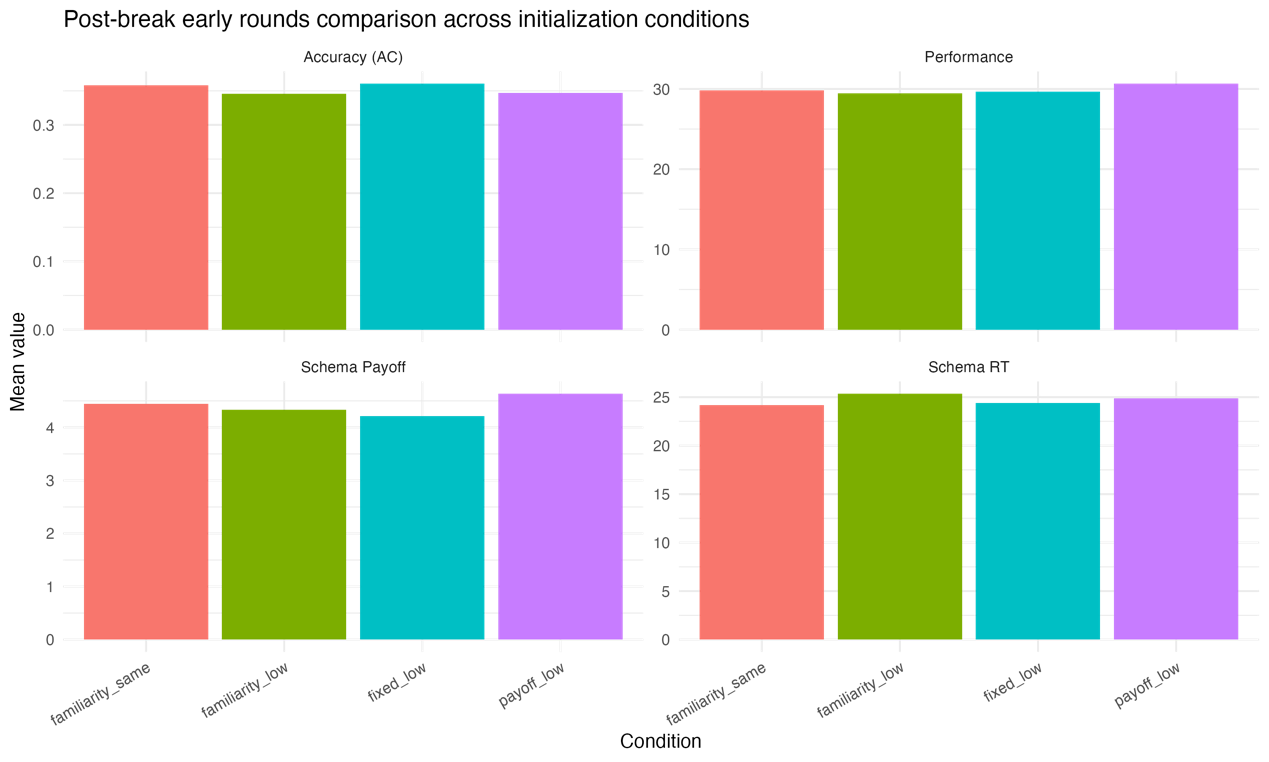 Post-break early rounds comparison across initialization conditions
Accuracy (AC)
0.3
0.2
0.1
0.0
Performance
30
20
10
0
Schema Payoff
4
3
2
1
0
Schema RT
25
20
15
10
5
0
Mean value
familiarity_same
familiarity_low
fixed_low
payoff_low
familiarity_same
familiarity_low
fixed_low
payoff_low
Condition